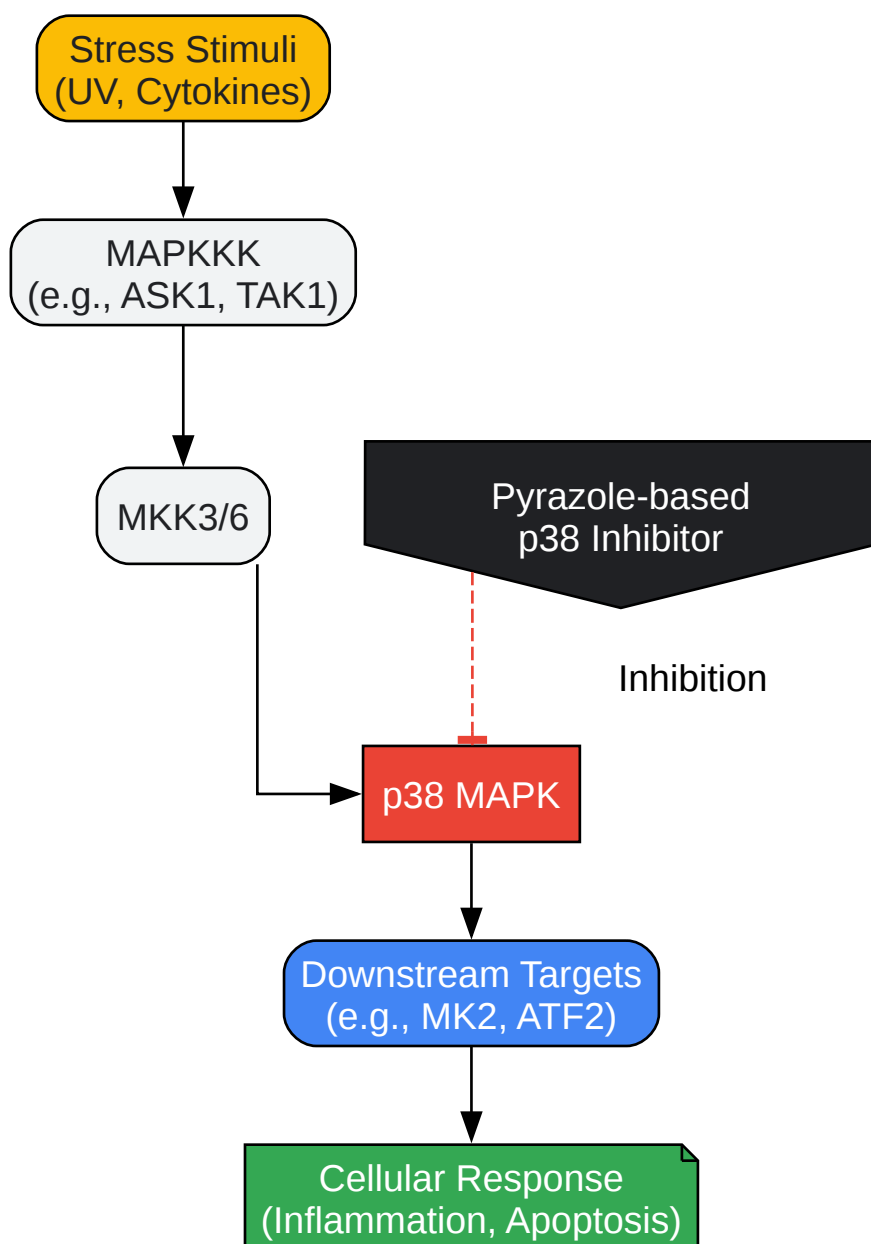 Stress Stimuli
(UV, Cytokines)
MAPKKK
(e.g., ASK1, TAK1)
MKK3/6
Pyrazole-based
p38 Inhibitor
Inhibition
p38 MAPK
Downstream Targets
(e.g., MK2, ATF2)
Cellular Response
(Inflammation, Apoptosis)